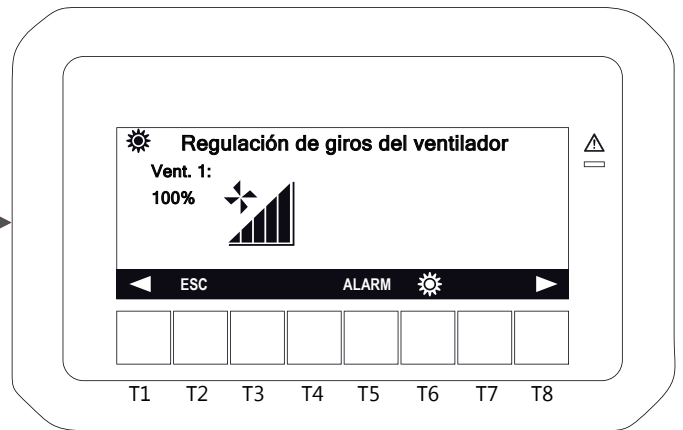 Regulación de giros del ventilador
Vent. 1:
100%
ESC ALARM
T1 T2 T3 T4 T5 T6 T7 T8